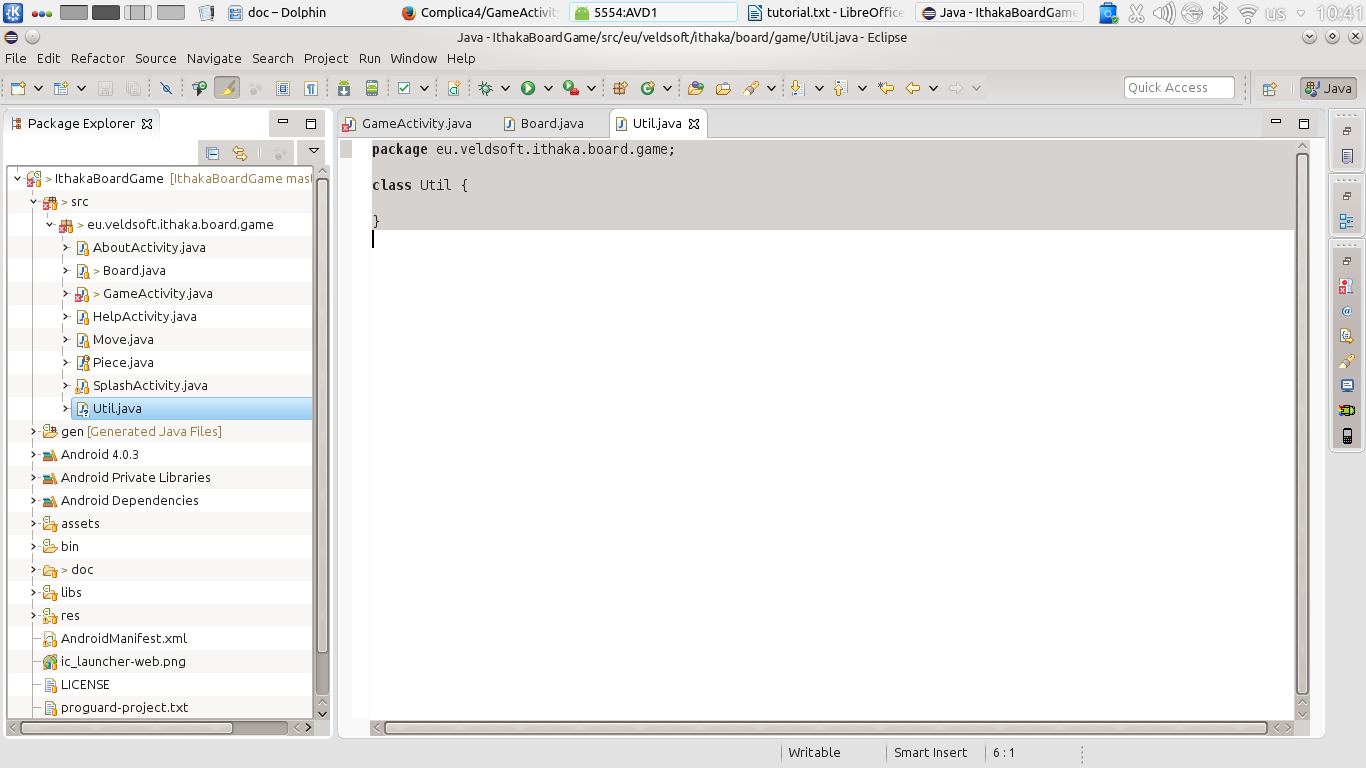 doc – Dolphin
Complica4/GameActivit
5554:AVD1
tutorial.txt - LibreOffice
Java - IthakaBoardGame
us
10:41
Java - IthakaBoardGame/src/eu/veldsoft/ithaka/board/game/Util.java - Eclipse
File Edit Refactor Source Navigate Search Project Run Window Help
Quick Access
Java
Package Explorer
GameActivity.java
Board.java
Util.java
> IthakaBoardGame [IthakaBoardGame mast
> src
> eu.veldsoft.ithaka.board.game
AboutActivity.java
> Board.java
> GameActivity.java
HelpActivity.java
Move.java
Piece.java
SplashActivity.java
Util.java
gen [Generated Java Files]
Android 4.0.3
Android Private Libraries
Android Dependencies
assets
bin
> doc
libs
res
AndroidManifest.xml
ic_launcher-web.png
LICENSE
proguard-project.txt
package eu.veldsoft.ithaka.board.game;
class Util {
}
Writable
Smart Insert
6 : 1